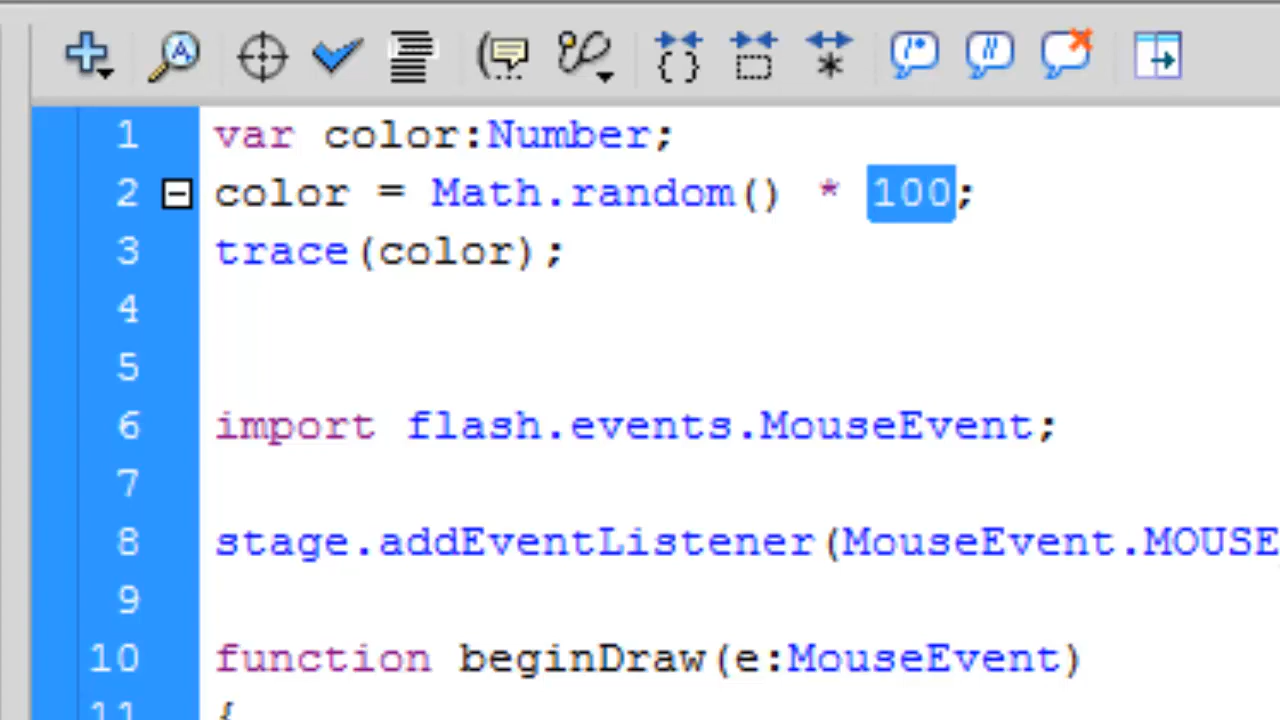 1 var color:Number;
2 color = Math.random() * 100;
3 trace(color);
4
5
6 import flash.events.MouseEvent;
7
8 stage.addEventListener(MouseEvent.MOUSE
9
10 function beginDraw(e:MouseEvent)
11 {